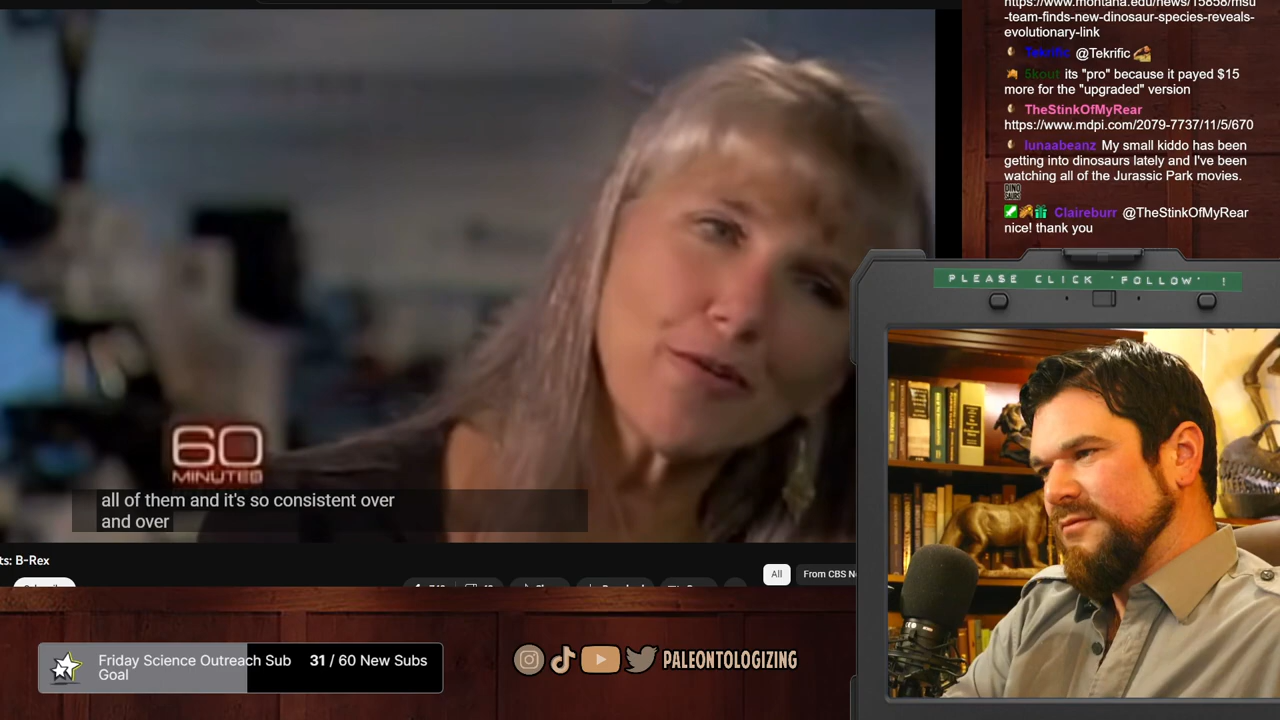 https://www.montana.edu/news/15858/msu
-team-finds-new-dinosaur-species-reveals-
evolutionary-link
Tekrific @Tekrific
5kout its "pro" because it payed $15
more for the "upgraded" version
TheStinkOfMyRear
https://www.mdpi.com/2079-7737/11/5/670
lunaabeanz My small kiddo has been
getting into dinosaurs lately and I've been
watching all of the Jurassic Park movies.
Claireburr @TheStinkOfMyRear
nice! thank you
PLEASE CLICK 'FOLLOW' !
60
MINUTES
all of them and it's so consistent over
and over
ts: B-Rex
All
From CBS N
Friday Science Outreach Sub
Goal
31 / 60 New Subs
PALEONTOLOGIZING